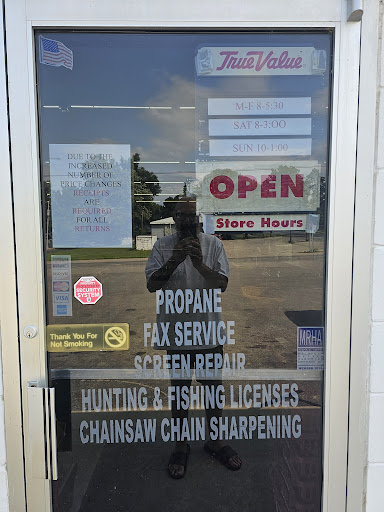 True Value
M-F 8-5:30
SAT 8-3:00
SUN 10-1:00
OPEN
Store Hours
DUE TO THE
INCREASED
NUMBER OF
PRICE CHANGES
RECEIPTS
ARE
REQUIRED
FOR ALL
RETURNS
SECURITY
SYSTEM
VISA
Thank You For
Not Smoking
MRHA
PROPANE
FAX SERVICE
SCREEN REPAIR
HUNTING & FISHING LICENSES
CHAINSAW CHAIN SHARPENING